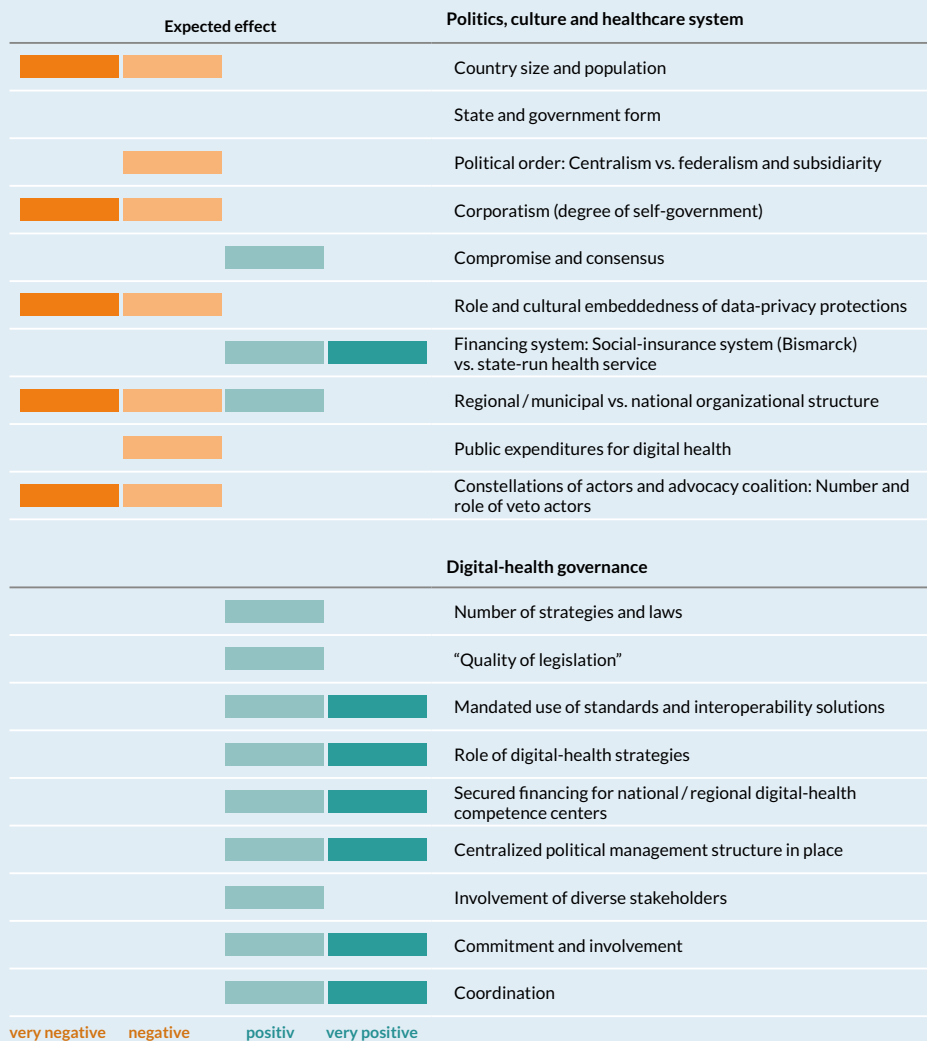 Expected effect
Politics, culture and healthcare system
Country size and population
State and government form
Political order: Centralism vs. federalism and subsidiarity
Corporatism (degree of self-government)
Compromise and consensus
Role and cultural embeddedness of data-privacy protections
Financing system: Social-insurance system (Bismarck)
vs. state-run health service
Regional / municipal vs. national organizational structure
Public expenditures for digital health
Constellations of actors and advocacy coalition: Number and
role of veto actors
Digital-health governance
Number of strategies and laws
“Quality of legislation”
Mandated use of standards and interoperability solutions
Role of digital-health strategies
Secured financing for national / regional digital-health
competence centers
Centralized political management structure in place
Involvement of diverse stakeholders
Commitment and involvement
Coordination
very negative negative positiv very positive